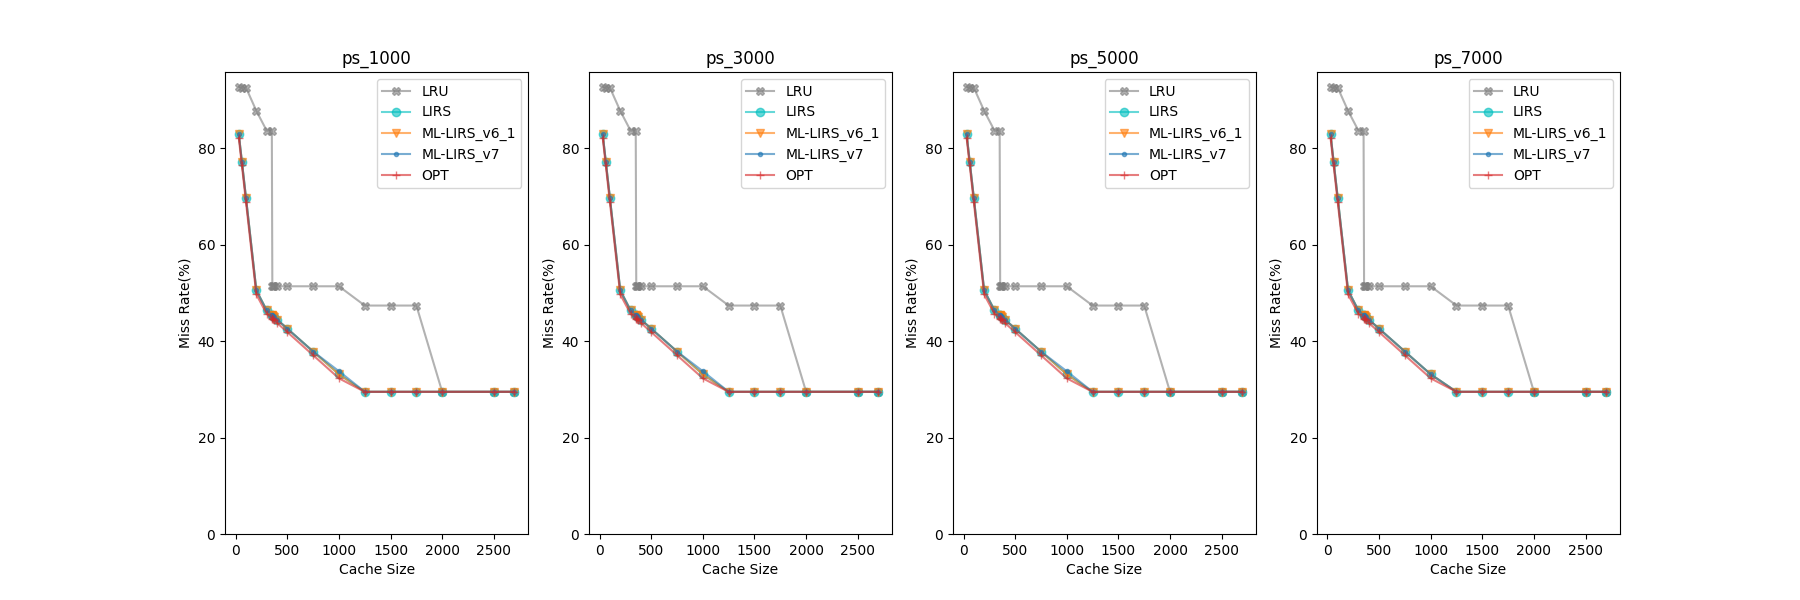 ps_1000
LRU
LIRS
ML-LIRS_v6_1
ML-LIRS_v7
OPT
Miss Rate(%)
80
60
40
20
0
0 500 1000 1500 2000 2500
Cache Size
ps_3000
LRU
LIRS
ML-LIRS_v6_1
ML-LIRS_v7
OPT
Miss Rate(%)
80
60
40
20
0
0 500 1000 1500 2000 2500
Cache Size
ps_5000
LRU
LIRS
ML-LIRS_v6_1
ML-LIRS_v7
OPT
Miss Rate(%)
80
60
40
20
0
0 500 1000 1500 2000 2500
Cache Size
ps_7000
LRU
LIRS
ML-LIRS_v6_1
ML-LIRS_v7
OPT
Miss Rate(%)
80
60
40
20
0
0 500 1000 1500 2000 2500
Cache Size